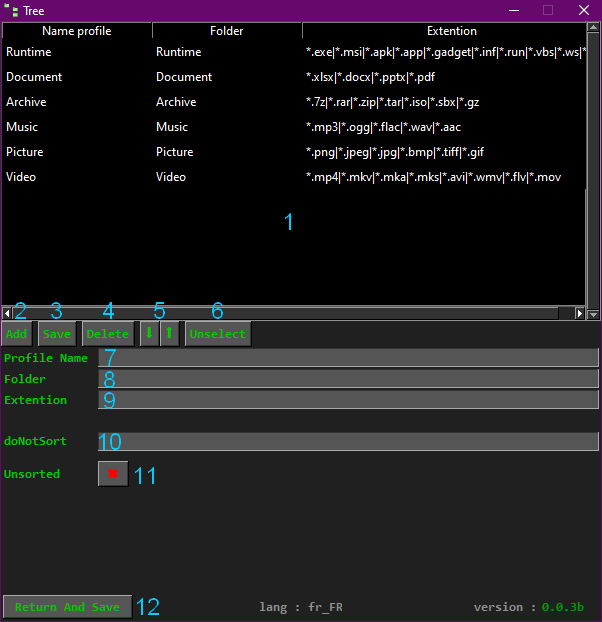 Tree
Name profile Folder Extention
Runtime Runtime *.exe|*.msi|*.apk|*.app|*.gadget|*.inf|*.run|*.vbs|*.ws|*
Document Document *.xlsx|*.docx|*.pptx|*.pdf
Archive Archive *.7z|*.rar|*.zip|*.tar|*.iso|*.sbx|*.gz
Music Music *.mp3|*.ogg|*.flac|*.wav|*.aac
Picture Picture *.png|*.jpeg|*.jpg|*.bmp|*.tiff|*.gif
Video Video *.mp4|*.mkv|*.mka|*.mks|*.avi|*.wmv|*.flv|*.mov
1
2 3 4 5 6
Add Save Delete Unselect
Profile Name 7
Folder 8
Extention 9
doNotSort 10
Unsorted 11
Return And Save 12 lang : fr_FR version : 0.0.3b